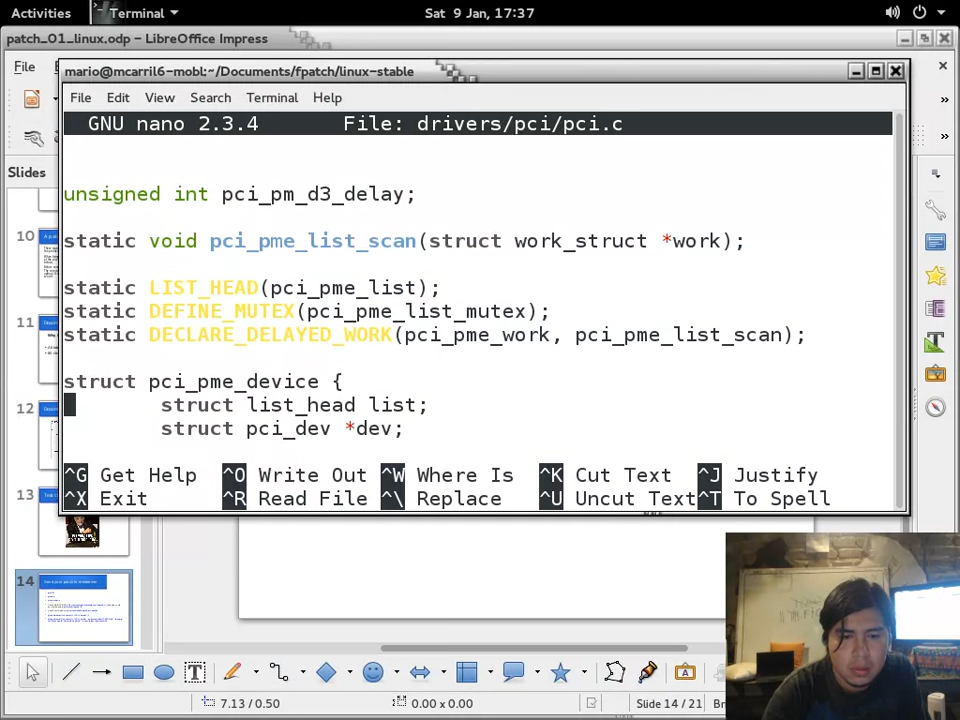 Activities
Terminal
Sat 9 Jan, 17:37
patch_01_linux.odp – LibreOffice Impress
File
mario@mcarril6-mobl:~/Documents/fpatch/linux-stable
File Edit View Search Terminal Help
GNU nano 2.3.4 File: drivers/pci/pci.c
unsigned int pci_pm_d3_delay;
static void pci_pme_list_scan(struct work_struct *work);
static LIST_HEAD(pci_pme_list);
static DEFINE_MUTEX(pci_pme_list_mutex);
static DECLARE_DELAYED_WORK(pci_pme_work, pci_pme_list_scan);
struct pci_pme_device {
struct list_head list;
struct pci_dev *dev;
^G Get Help ^O Write Out ^W Where Is ^K Cut Text ^J Justify
^X Exit ^R Read File ^\ Replace ^U Uncut Text ^T To Spell
Slides
10
11
12
13
14
7.13 / 0.50
0.00 x 0.00
Slide 14 / 21